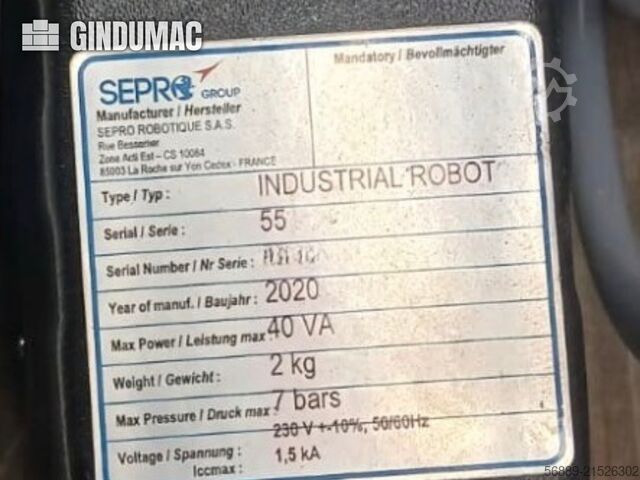 GINDUMAC
SEPRO GROUP
Mandatory / Bevollmächtigter
Manufacturer / Hersteller
SEPRO ROBOTIQUE S.A.S.
Rue Bessemer
Zone Acti Est - CS 10084
85003 La Roche sur Yon Cedex - FRANCE
Type / Typ: INDUSTRIAL ROBOT
Serial / Serie: 55
Serial Number / Nr Serie:
Year of manuf. / Baujahr: 2020
Max Power / Leistung max: 40 VA
Weight / Gewicht: 2 kg
Max Pressure / Druck max: 7 bars
Voltage / Spannung: 230 V +-10%, 50/60Hz
Iccmax: 1,5 kA
56889-21526302